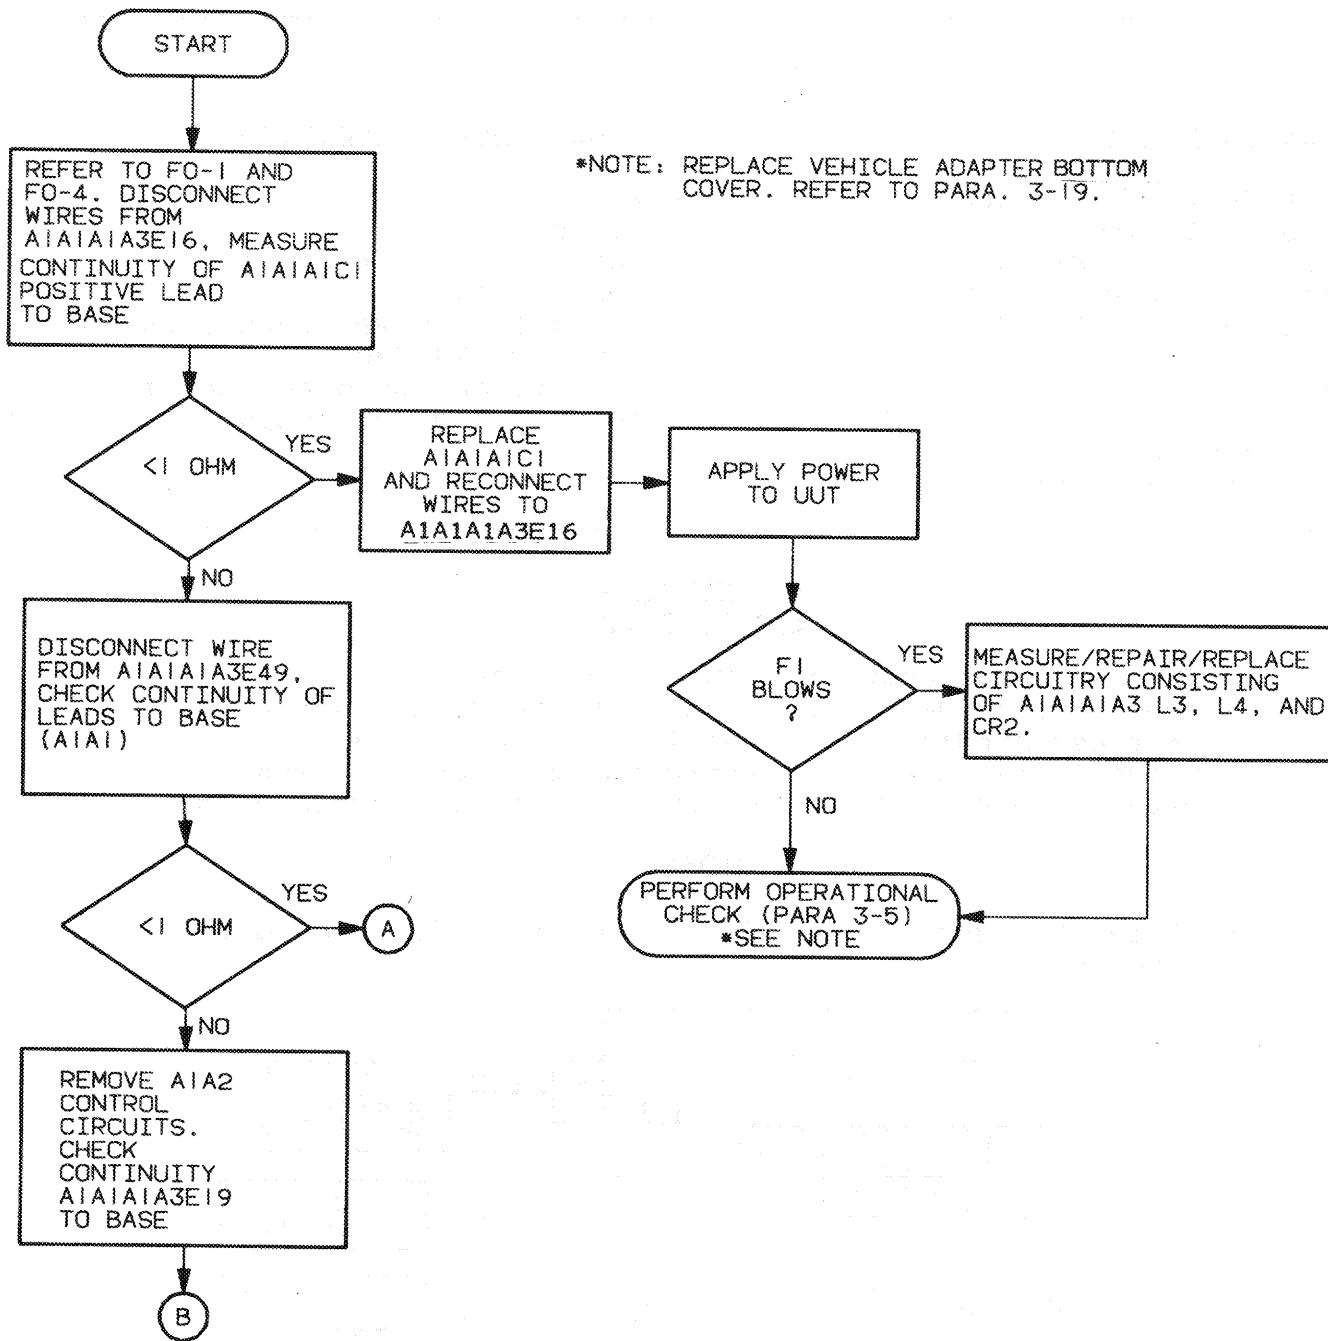 START
REFER TO FO-1 AND
FO-4. DISCONNECT
WIRES FROM
A1A1A1A3E16, MEASURE
CONTINUITY OF A1A1A1C1
POSITIVE LEAD
TO BASE
*NOTE: REPLACE VEHICLE ADAPTER BOTTOM
COVER. REFER TO PARA. 3-19.
<1 OHM
YES
NO
REPLACE
A1A1A1C1
AND RECONNECT
WIRES TO
A1A1A1A3E16
APPLY POWER
TO UUT
F1
BLOWS
?
YES
NO
MEASURE/REPAIR/REPLACE
CIRCUITRY CONSISTING
OF A1A1A1A3 L3, L4, AND
CR2.
PERFORM OPERATIONAL
CHECK (PARA 3-5)
*SEE NOTE
DISCONNECT WIRE
FROM A1A1A1A3E49,
CHECK CONTINUITY OF
LEADS TO BASE
(A1A1)
<1 OHM
YES
A
NO
REMOVE A1A2
CONTROL
CIRCUITS.
CHECK
CONTINUITY
A1A1A1A3E19
TO BASE
B